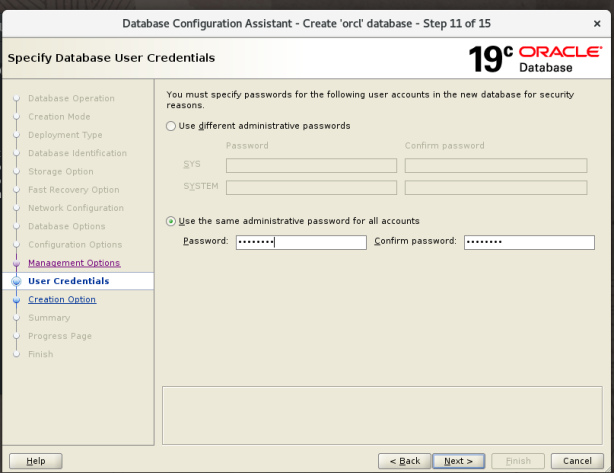 Database Configuration Assistant - Create 'orcl' database - Step 11 of 15
Specify Database User Credentials
19c ORACLE
Database
Database Operation
Creation Mode
Deployment Type
Database Identification
Storage Option
Fast Recovery Option
Network Configuration
Database Options
Configuration Options
Management Options
User Credentials
Creation Option
Summary
Progress Page
Finish
You must specify passwords for the following user accounts in the new database for security
reasons.
Use different administrative passwords
Password Confirm password
SYS
SYSTEM
Use the same administrative password for all accounts
Password: •••••••• Confirm password: ••••••••
Help < Back Next > Finish Cancel